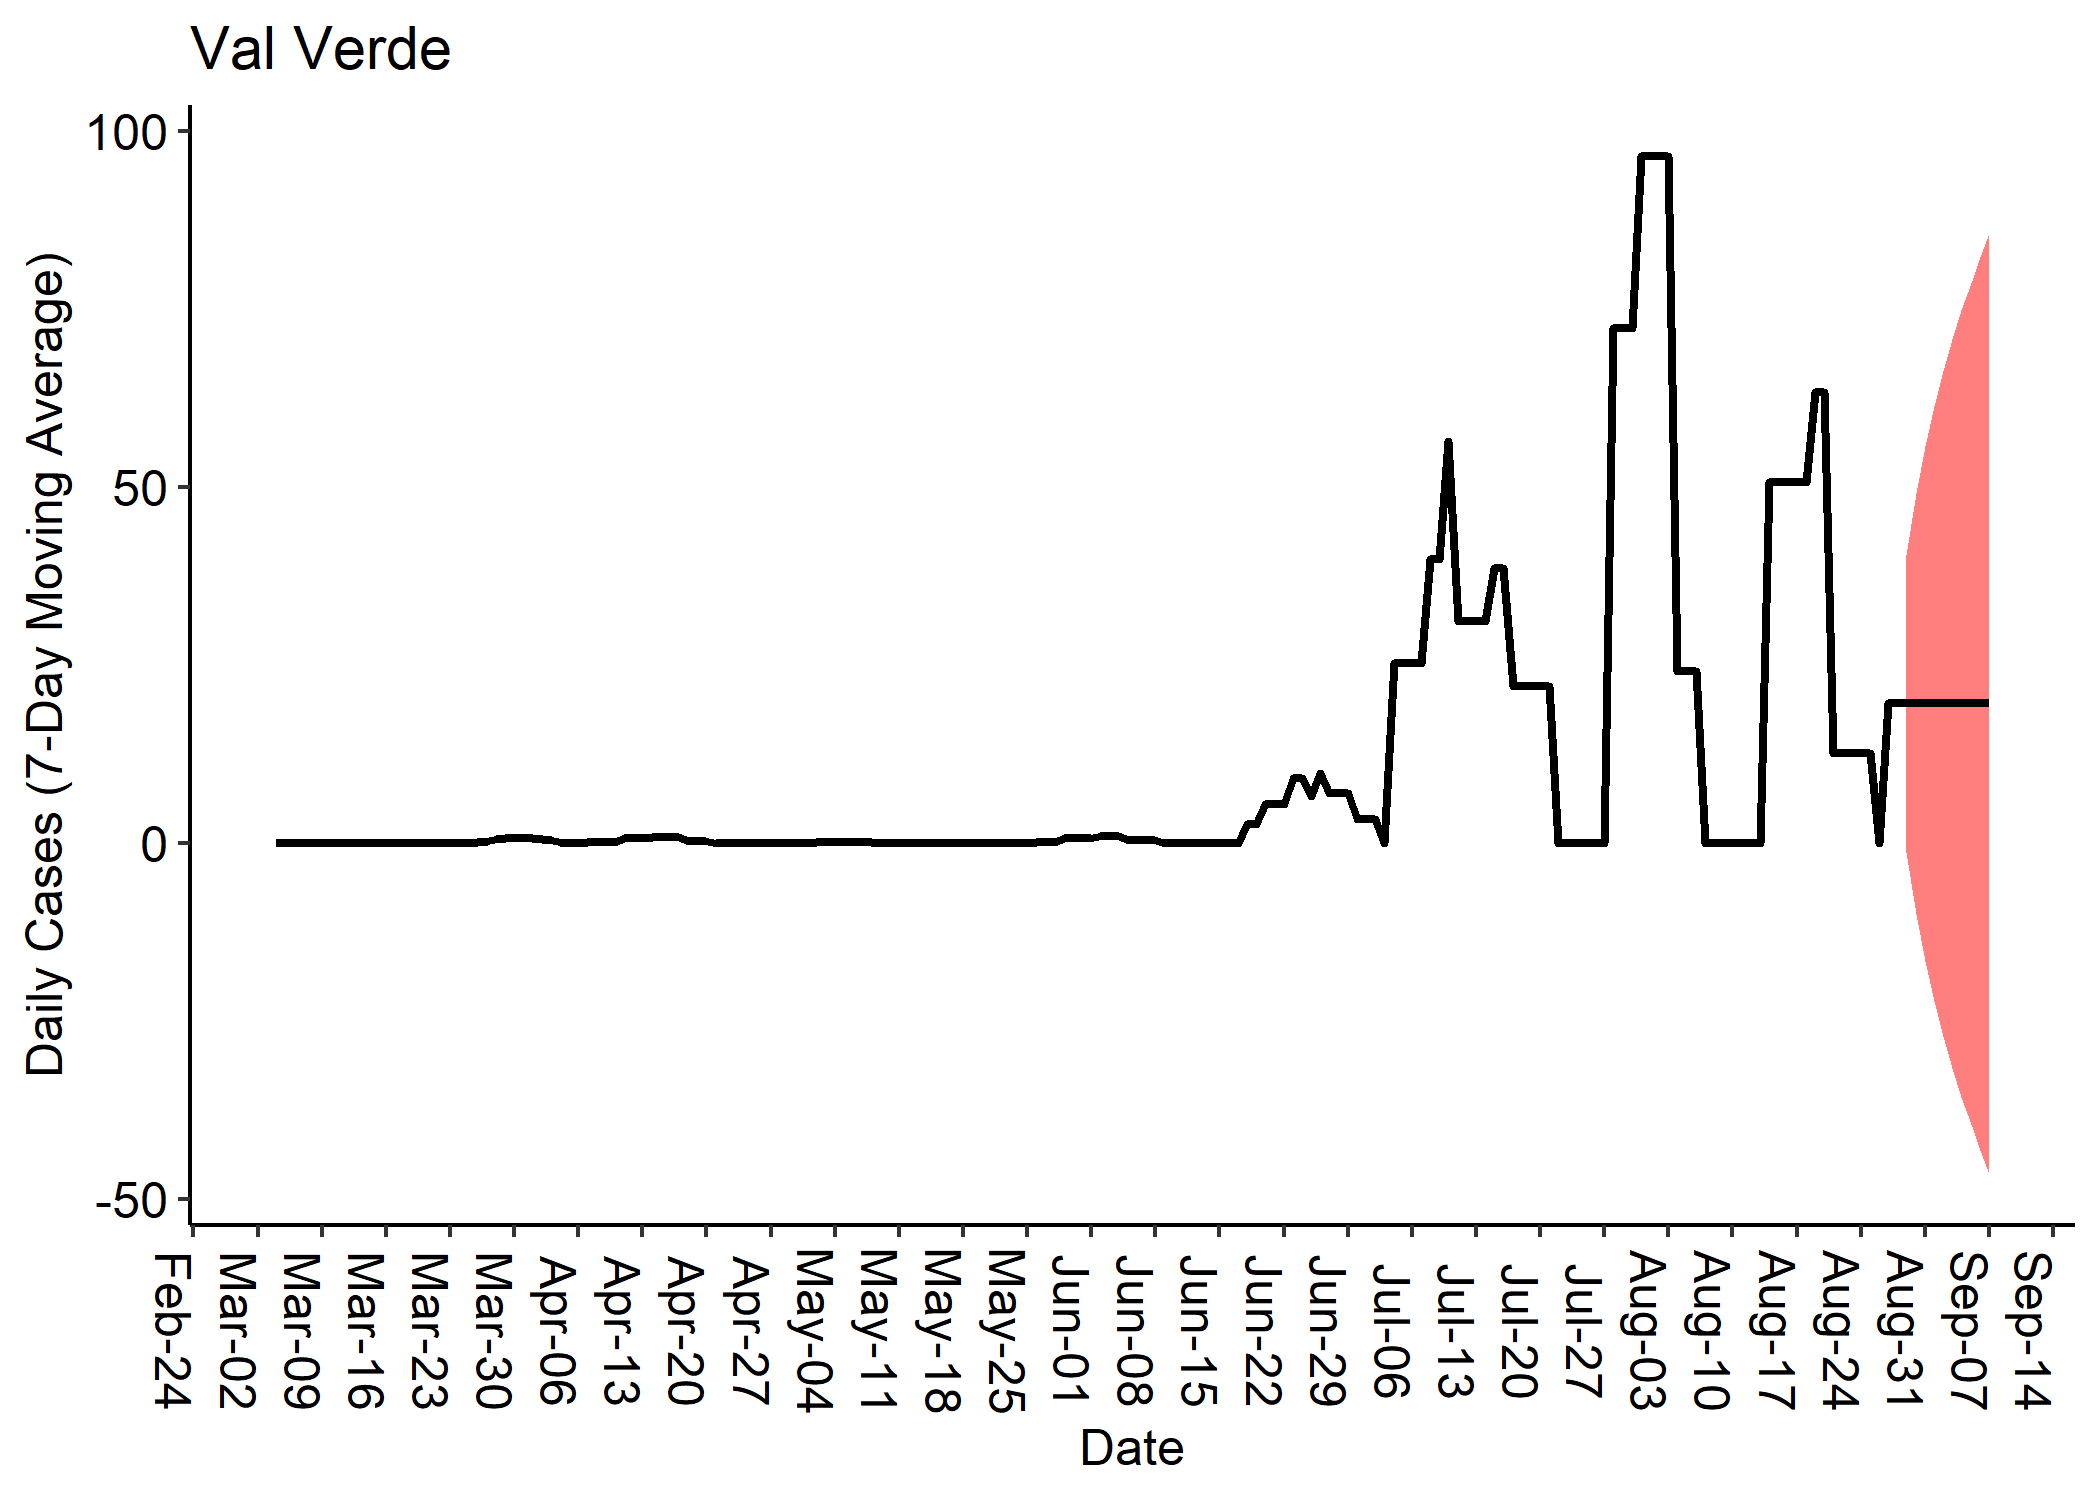 Val Verde
Daily Cases (7-Day Moving Average)
100
50
0
-50
Feb-24
Mar-02
Mar-09
Mar-16
Mar-23
Mar-30
Apr-06
Apr-13
Apr-20
Apr-27
May-04
May-11
May-18
May-25
Jun-01
Jun-08
Jun-15
Jun-22
Jun-29
Jul-06
Jul-13
Jul-20
Jul-27
Aug-03
Aug-10
Aug-17
Aug-24
Aug-31
Sep-07
Sep-14
Date